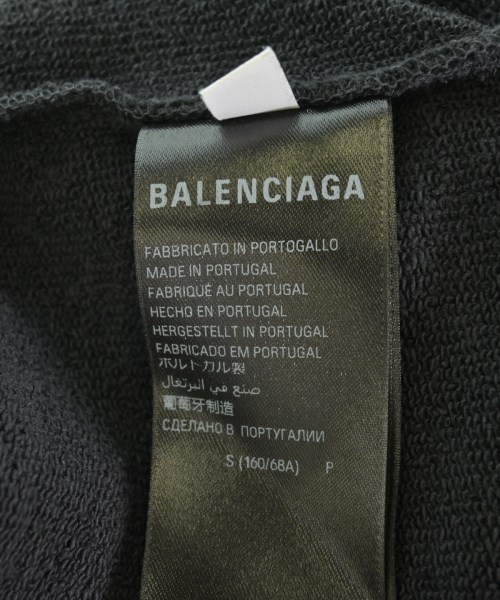 BALENCIAGA
FABBRICATO IN PORTOGALLO
MADE IN PORTUGAL
FABRIQUÉ AU PORTUGAL
HECHO EN PORTUGAL
HERGESTELLT IN PORTUGAL
FABRICADO EM PORTUGAL
ポルトガル製
صنع في البرتغال
葡萄牙制造
СДЕЛАНО В ПОРТУГАЛИИ
S (160/68A) P